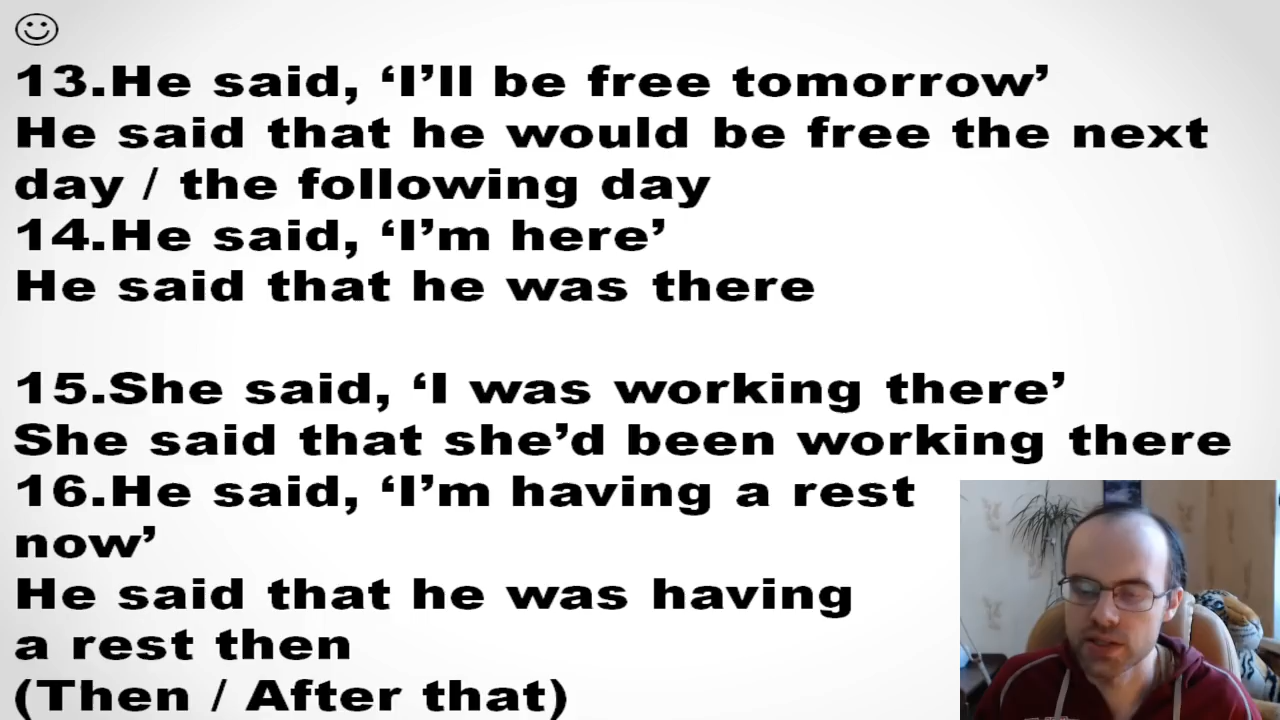 13.He said, ‘I’ll be free tomorrow’
He said that he would be free the next
day / the following day
14.He said, ‘I’m here’
He said that he was there
15.She said, ‘I was working there’
She said that she’d been working there
16.He said, ‘I’m having a rest
now’
He said that he was having
a rest then
(Then / After that)